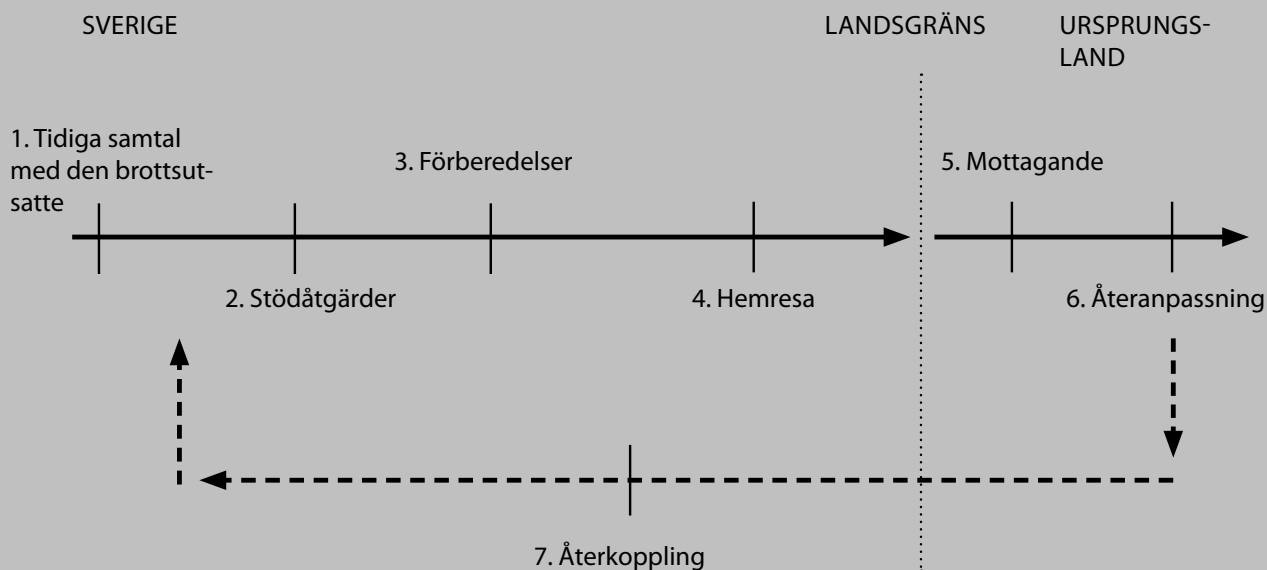 SVERIGE
LANDSGRÄNS
URSPRUNGS-
LAND
1. Tidiga samtal
med den brottsut-
satte
3. Förberedelser
5. Mottagande
2. Stödåtgärder
4. Hemresa
6. Återanpassning
7. Återkoppling